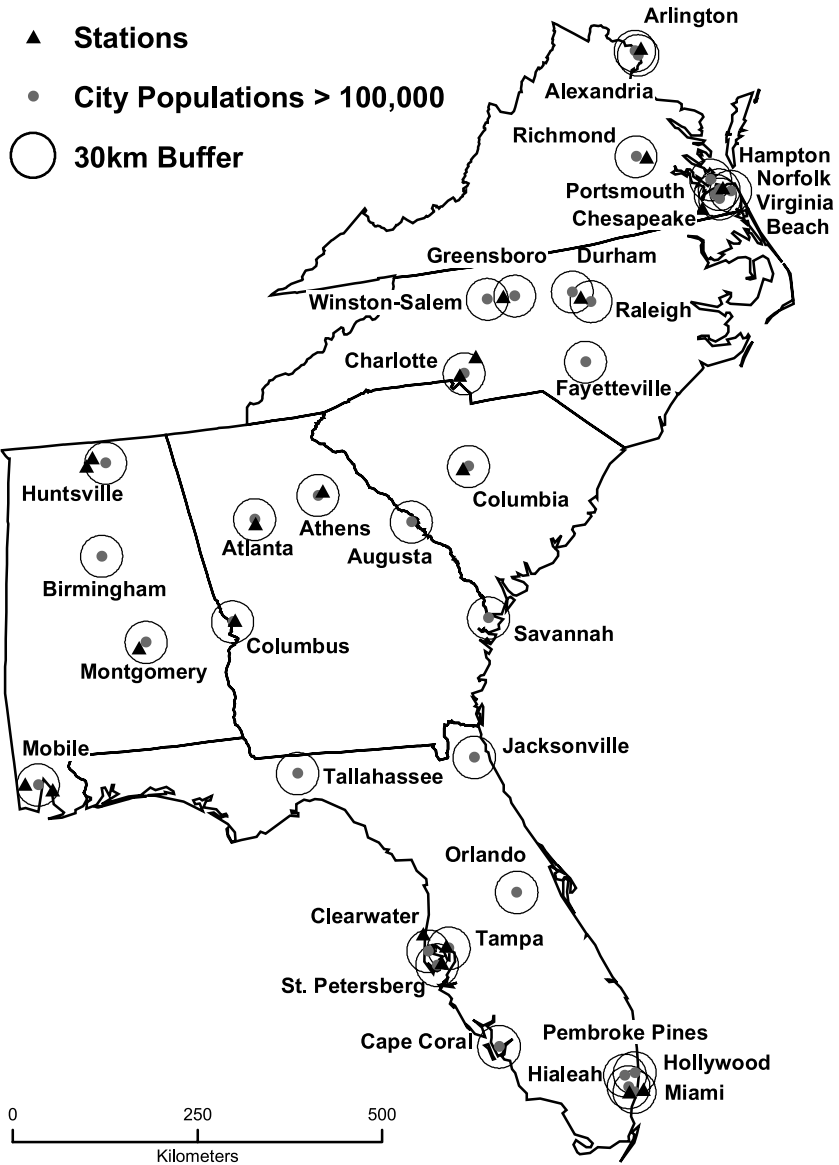 Arlington
Stations
City Populations > 100,000
Alexandria
30km Buffer
Richmond
Hampton
Portsmouth
Norfolk
Chesapeake
Virginia
Beach
Greensboro
Durham
Winston-Salem
Raleigh
Charlotte
Fayetteville
Huntsville
Columbia
Athens
Atlanta
Augusta
Birmingham
Columbus
Savannah
Montgomery
Mobile
Jacksonville
Tallahassee
Orlando
Clearwater
Tampa
St. Petersberg
Cape Coral
Pembroke Pines
Hialeah
Hollywood
Miami
0 250 500
Kilometers